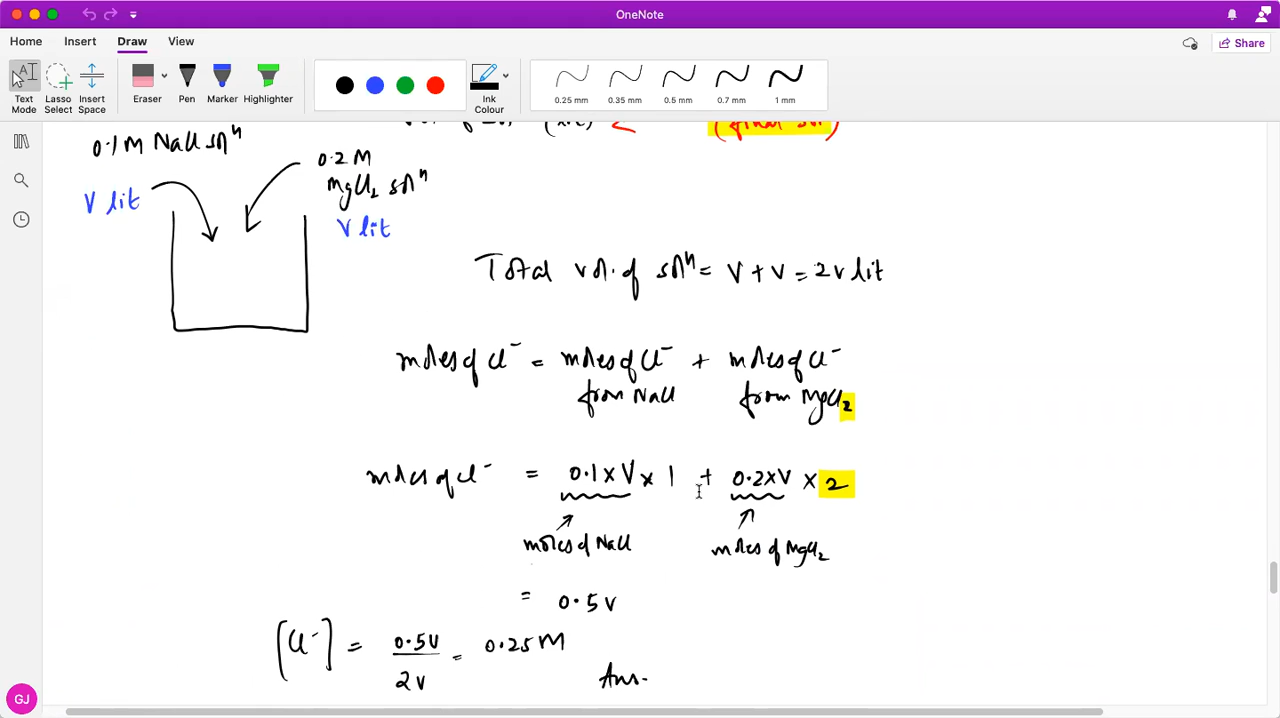 OneNote
Home Insert Draw View
Share
Text Mode
Lasso Select
Insert Space
Eraser
Pen
Marker
Highlighter
Ink Colour
0.25 mm 0.35 mm 0.5 mm 0.7 mm 1 mm
(final solⁿ)
0.1 M NaCl solⁿ
0.2 M
MgCl₂ solⁿ
V lit
V lit
Total vol. of solⁿ = V + V = 2V lit
moles of Cl⁻ = moles of Cl⁻ + moles of Cl⁻
from NaCl from MgCl₂
moles of Cl⁻ = 0.1 x V x 1 + 0.2 x V x 2
moles of NaCl moles of MgCl₂
= 0.5 V
[Cl⁻] = 0.5V / 2V = 0.25 M
Ans.
GJ